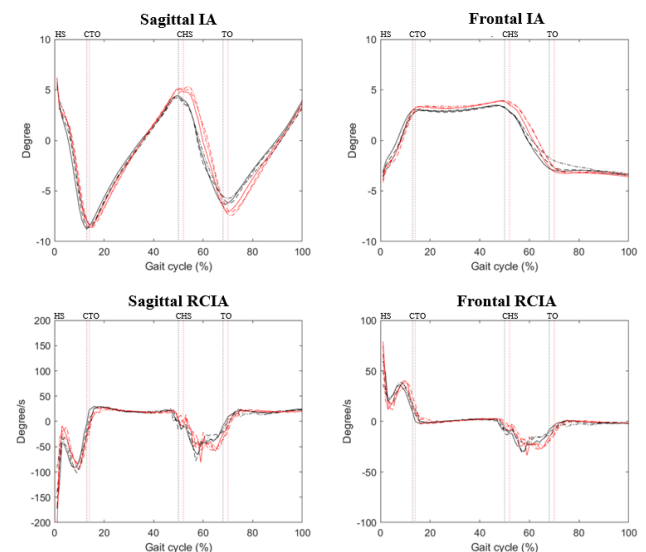 Sagittal IA
HS CTO CHS TO
10
5
0
-5
-10
Degree
0 20 40 60 80 100
Gait cycle (%)
Frontal IA
HS CTO CHS TO
10
5
0
-5
-10
Degree
0 20 40 60 80 100
Gait cycle (%)
Sagittal RCIA
HS CTO CHS TO
200
150
100
50
0
-50
-100
-150
-200
Degree/s
0 20 40 60 80 100
Gait cycle (%)
Frontal RCIA
HS CTO CHS TO
100
50
0
-50
-100
Degree/s
0 20 40 60 80 100
Gait cycle (%)